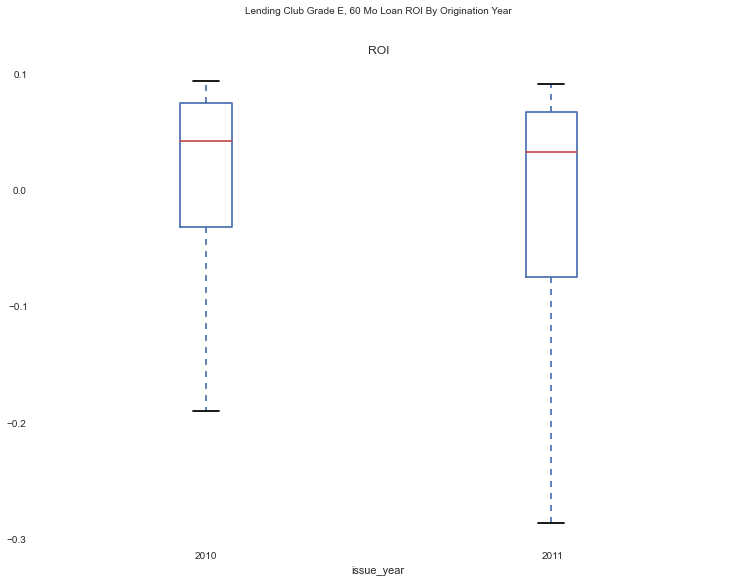 Lending Club Grade E, 60 Mo Loan ROI By Origination Year
ROI
0.1
0.0
−0.1
−0.2
−0.3
2010 2011
issue_year